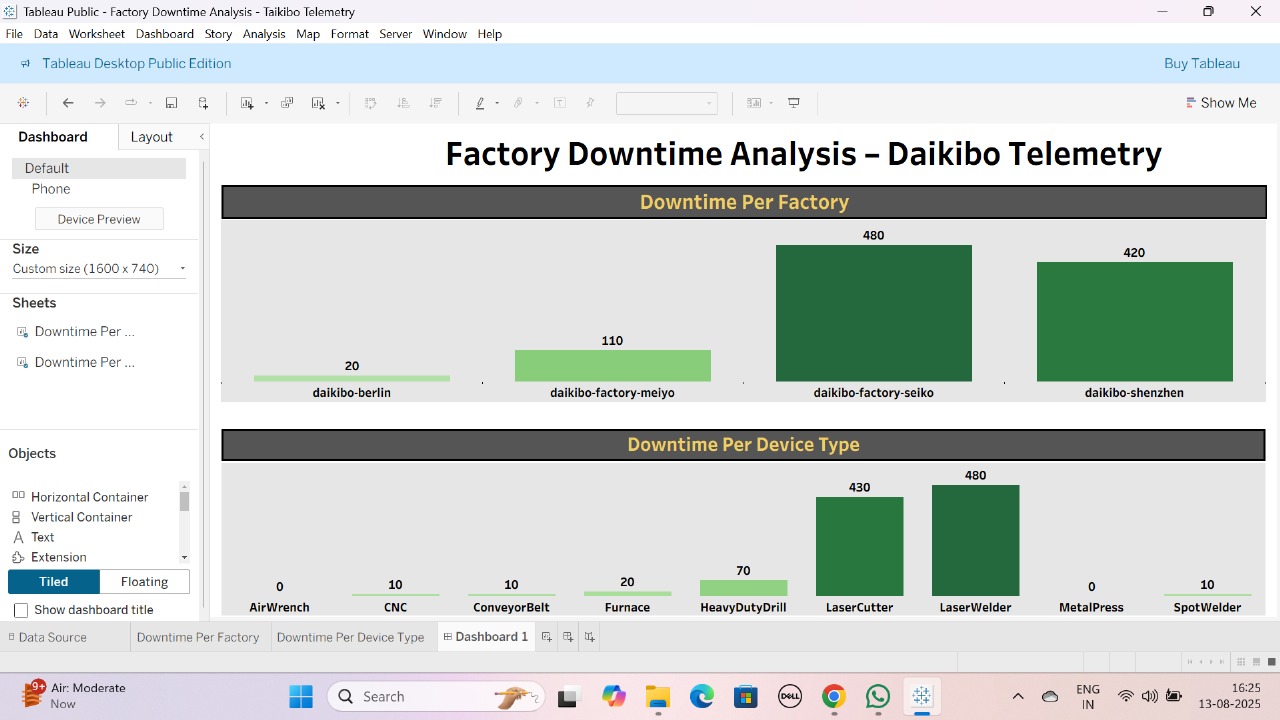 Tableau Public - Factory Downtime Analysis - Taikibo Telemetry
File Data Worksheet Dashboard Story Analysis Map Format Server Window Help
Tableau Desktop Public Edition Buy Tableau
Show Me
Dashboard Layout
Default
Phone
Device Preview
Size
Custom size (1600 x 740)
Sheets
Downtime Per ...
Downtime Per ...
Objects
Horizontal Container
Vertical Container
A Text
Extension
Tiled Floating
Show dashboard title
Factory Downtime Analysis – Daikibo Telemetry
Downtime Per Factory
20 110 480 420
daikibo-berlin daikibo-factory-meiyo daikibo-factory-seiko daikibo-shenzhen
Downtime Per Device Type
0 10 10 20 70 430 480 0 10
AirWrench CNC ConveyorBelt Furnace HeavyDutyDrill LaserCutter LaserWelder MetalPress SpotWelder
Data Source Downtime Per Factory Downtime Per Device Type Dashboard 1
9+ Air: Moderate
Now
Search
DELL
ENG
IN
16:25
13-08-2025